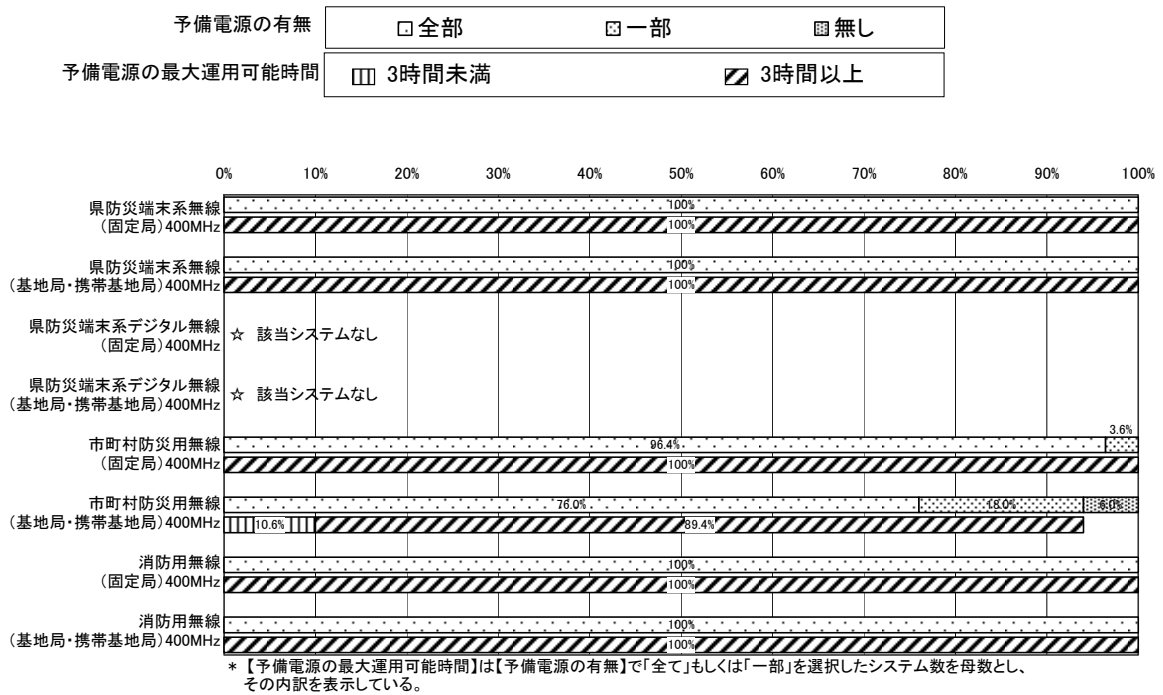 予備電源の有無 全部 一部 無し
予備電源の最大運用可能時間 3時間未満 3時間以上
0% 10% 20% 30% 40% 50% 60% 70% 80% 90% 100%
県防災端末系無線
(固定局)400MHz
100%
100%
県防災端末系無線
(基地局・携帯基地局)400MHz
100%
100%
県防災端末系デジタル無線
(固定局)400MHz
☆ 該当システムなし
県防災端末系デジタル無線
(基地局・携帯基地局)400MHz
☆ 該当システムなし
市町村防災用無線
(固定局)400MHz
96.4% 3.6%
100%
市町村防災用無線
(基地局・携帯基地局)400MHz
76.0% 18.0% 6.0%
10.6% 89.4%
消防用無線
(固定局)400MHz
100%
100%
消防用無線
(基地局・携帯基地局)400MHz
100%
100%
* 【予備電源の最大運用可能時間】は【予備電源の有無】で「全て」もしくは「一部」を選択したシステム数を母数とし、
その内訳を表示している。